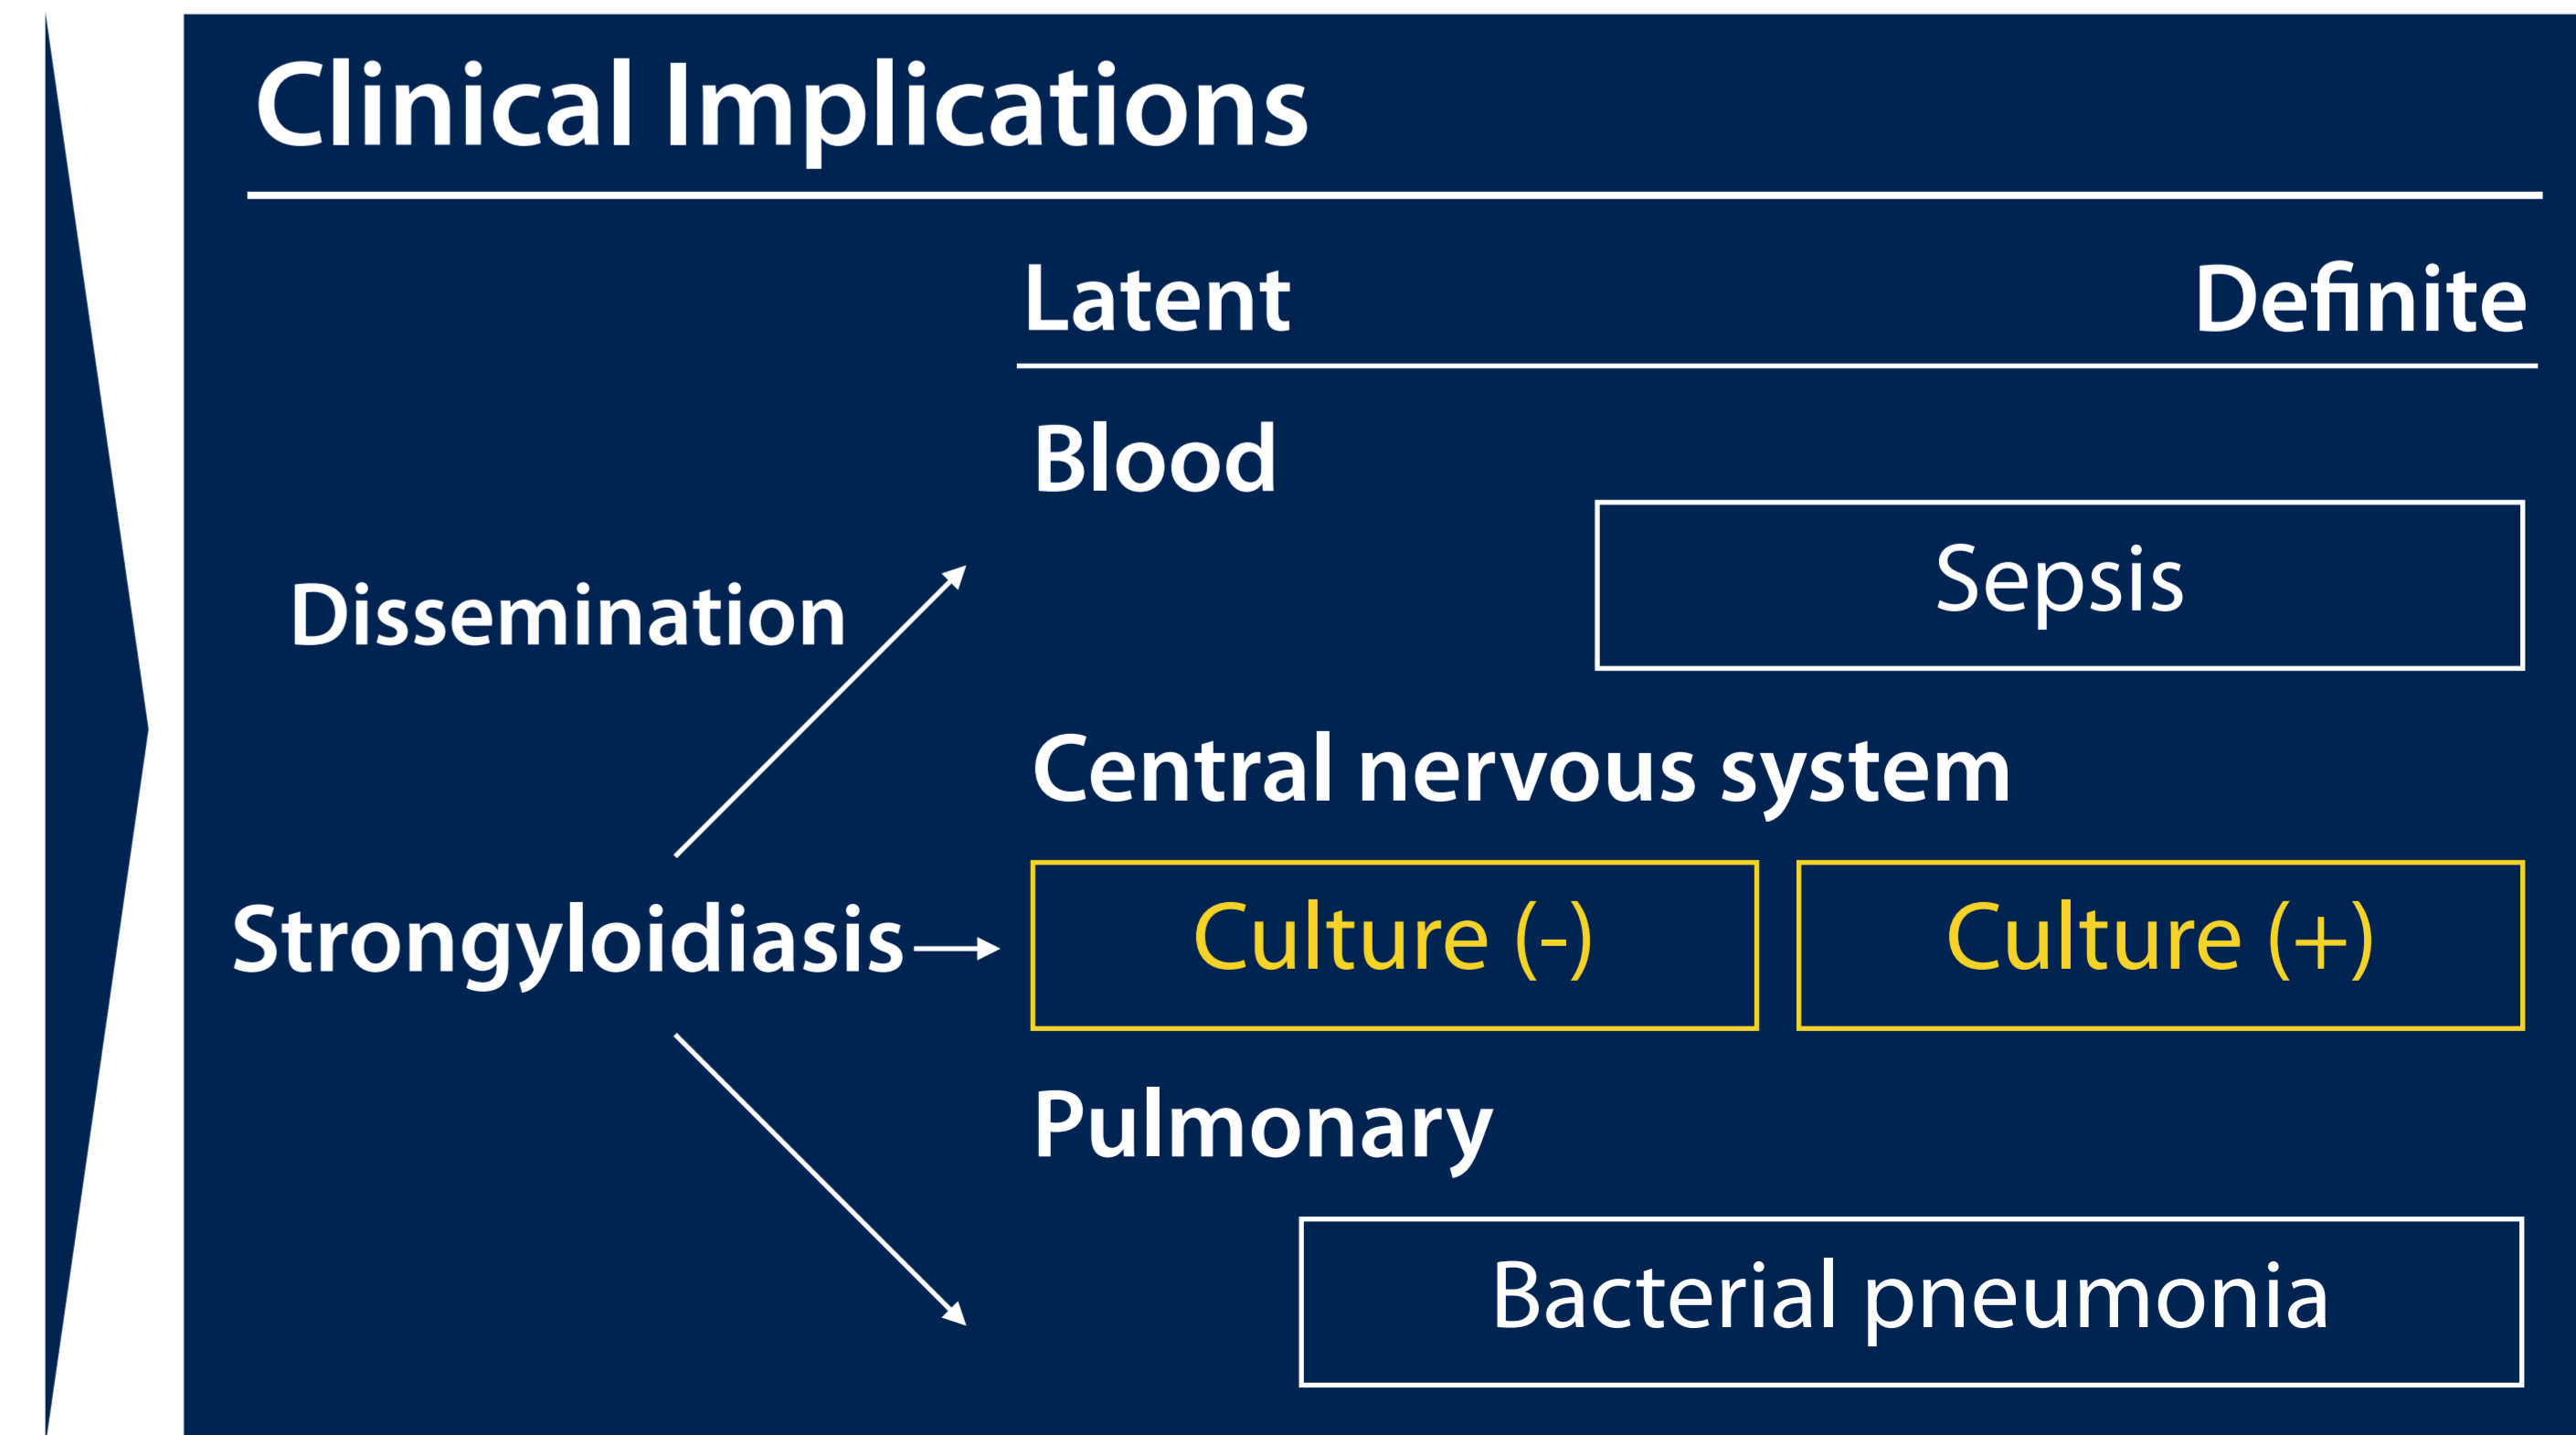 Clinical Implications
Latent Definite
Blood
Sepsis
Dissemination
Central nervous system
Strongyloidiasis
Culture (-) Culture (+)
Pulmonary
Bacterial pneumonia